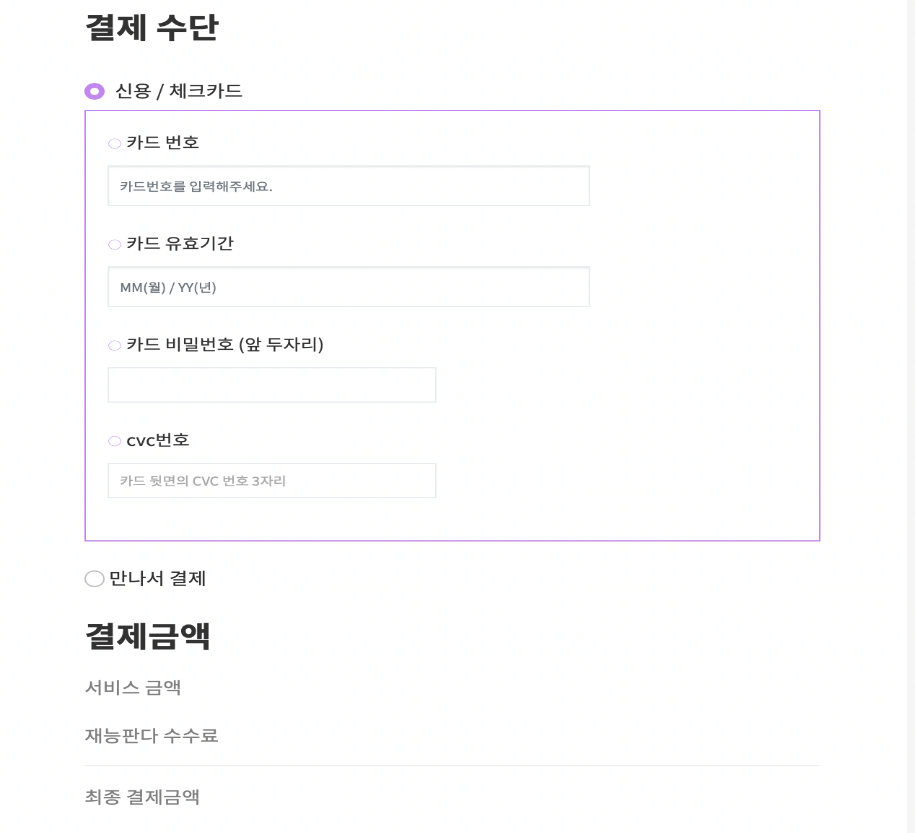 결제 수단
신용 / 체크카드
카드 번호
카드번호를 입력해주세요.
카드 유효기간
MM(월) / YY(년)
카드 비밀번호 (앞 두자리)
cvc번호
카드 뒷면의 CVC 번호 3자리
만나서 결제
결제금액
서비스 금액
재능판다 수수료
최종 결제금액